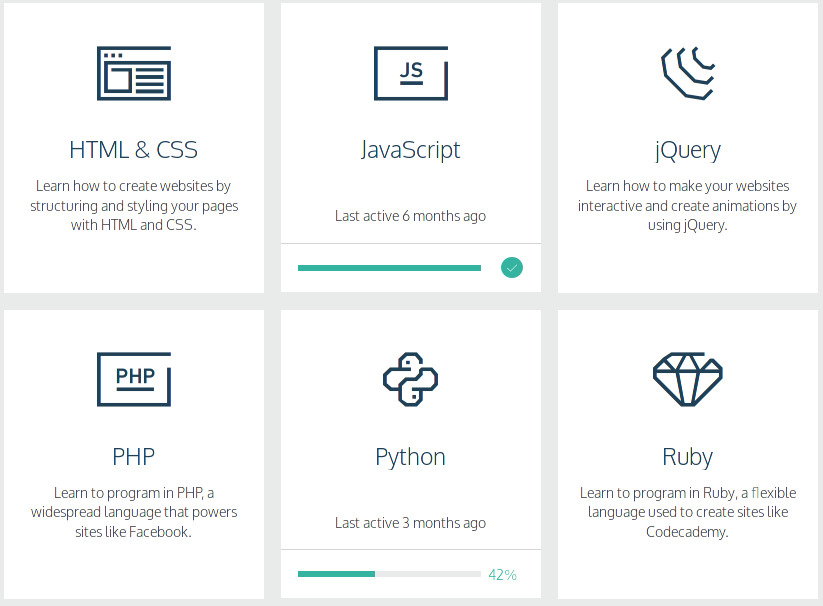 JS
HTML & CSS
JavaScript
jQuery
Learn how to create websites by
structuring and styling your pages
with HTML and CSS.
Last active 6 months ago
Learn how to make your websites
interactive and create animations by
using jQuery.
PHP
PHP
Python
Ruby
Learn to program in PHP, a
widespread language that powers
sites like Facebook.
Last active 3 months ago
42%
Learn to program in Ruby, a flexible
language used to create sites like
Codecademy.